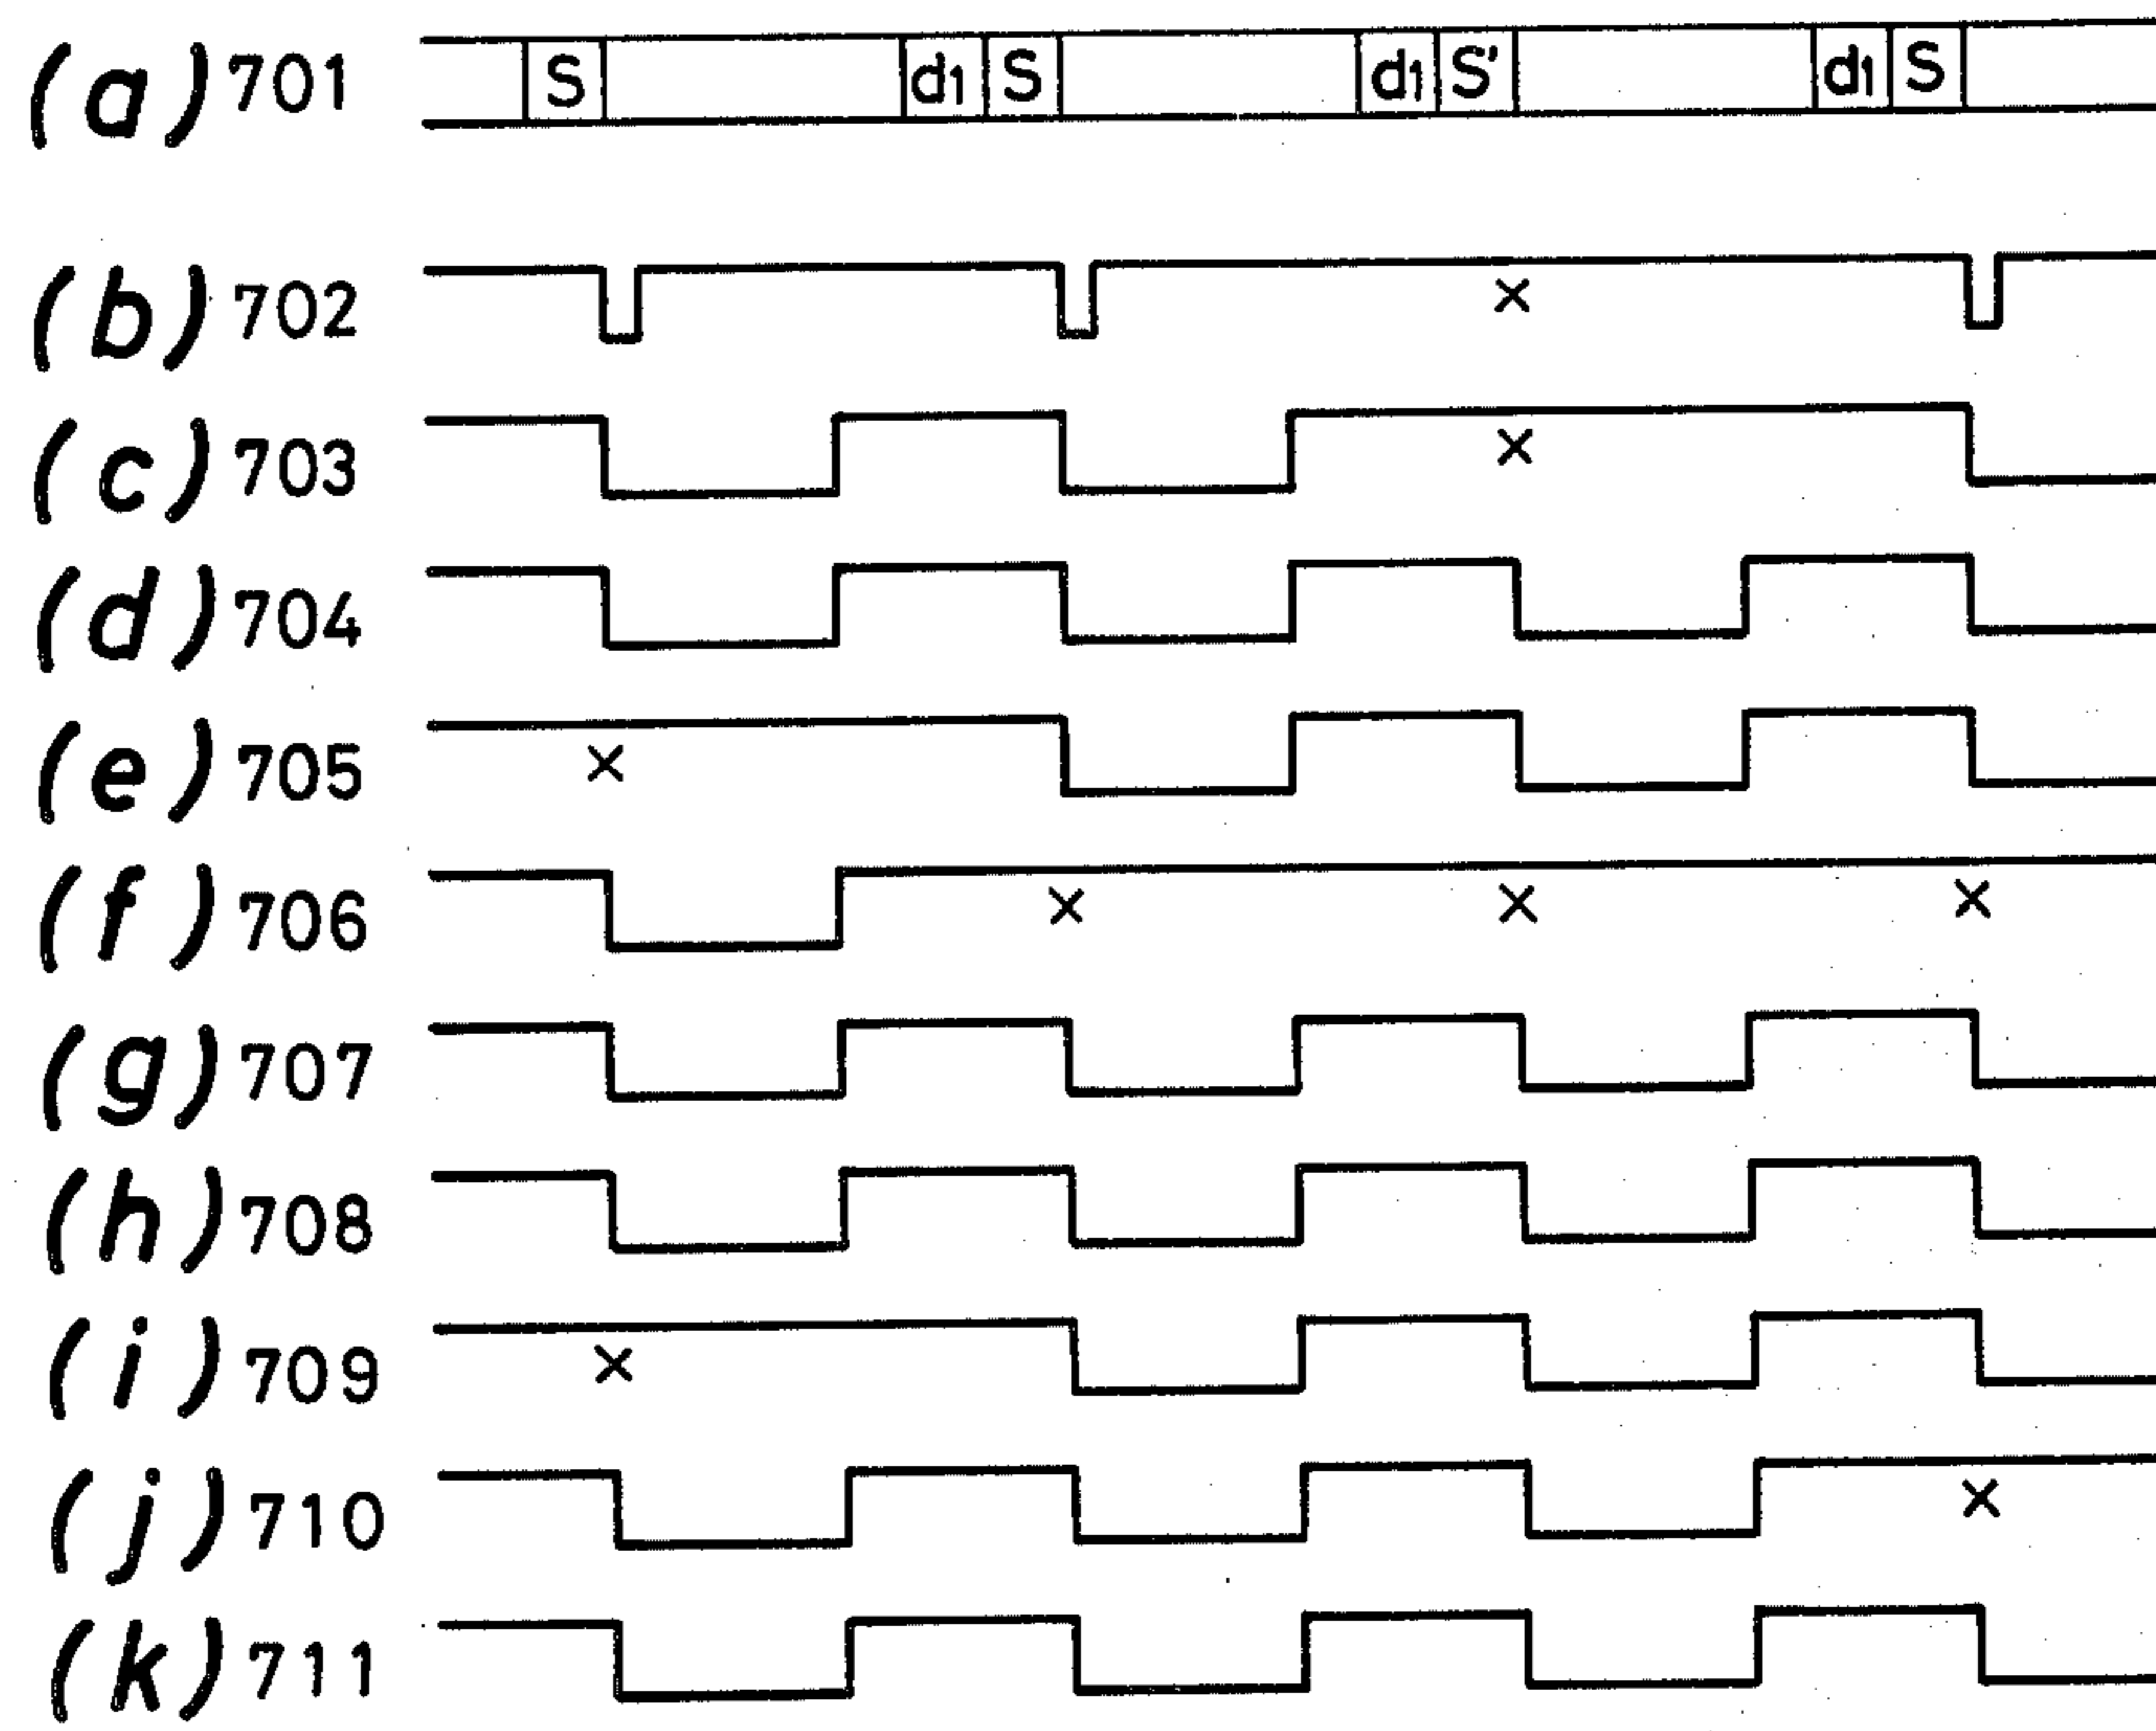 (a) 701 S d1 S d1 S' d1 S
(b) 702 ×
(c) 703 ×
(d) 704
(e) 705 ×
(f) 706 × × ×
(g) 707
(h) 708
(i) 709 ×
(j) 710 ×
(k) 711